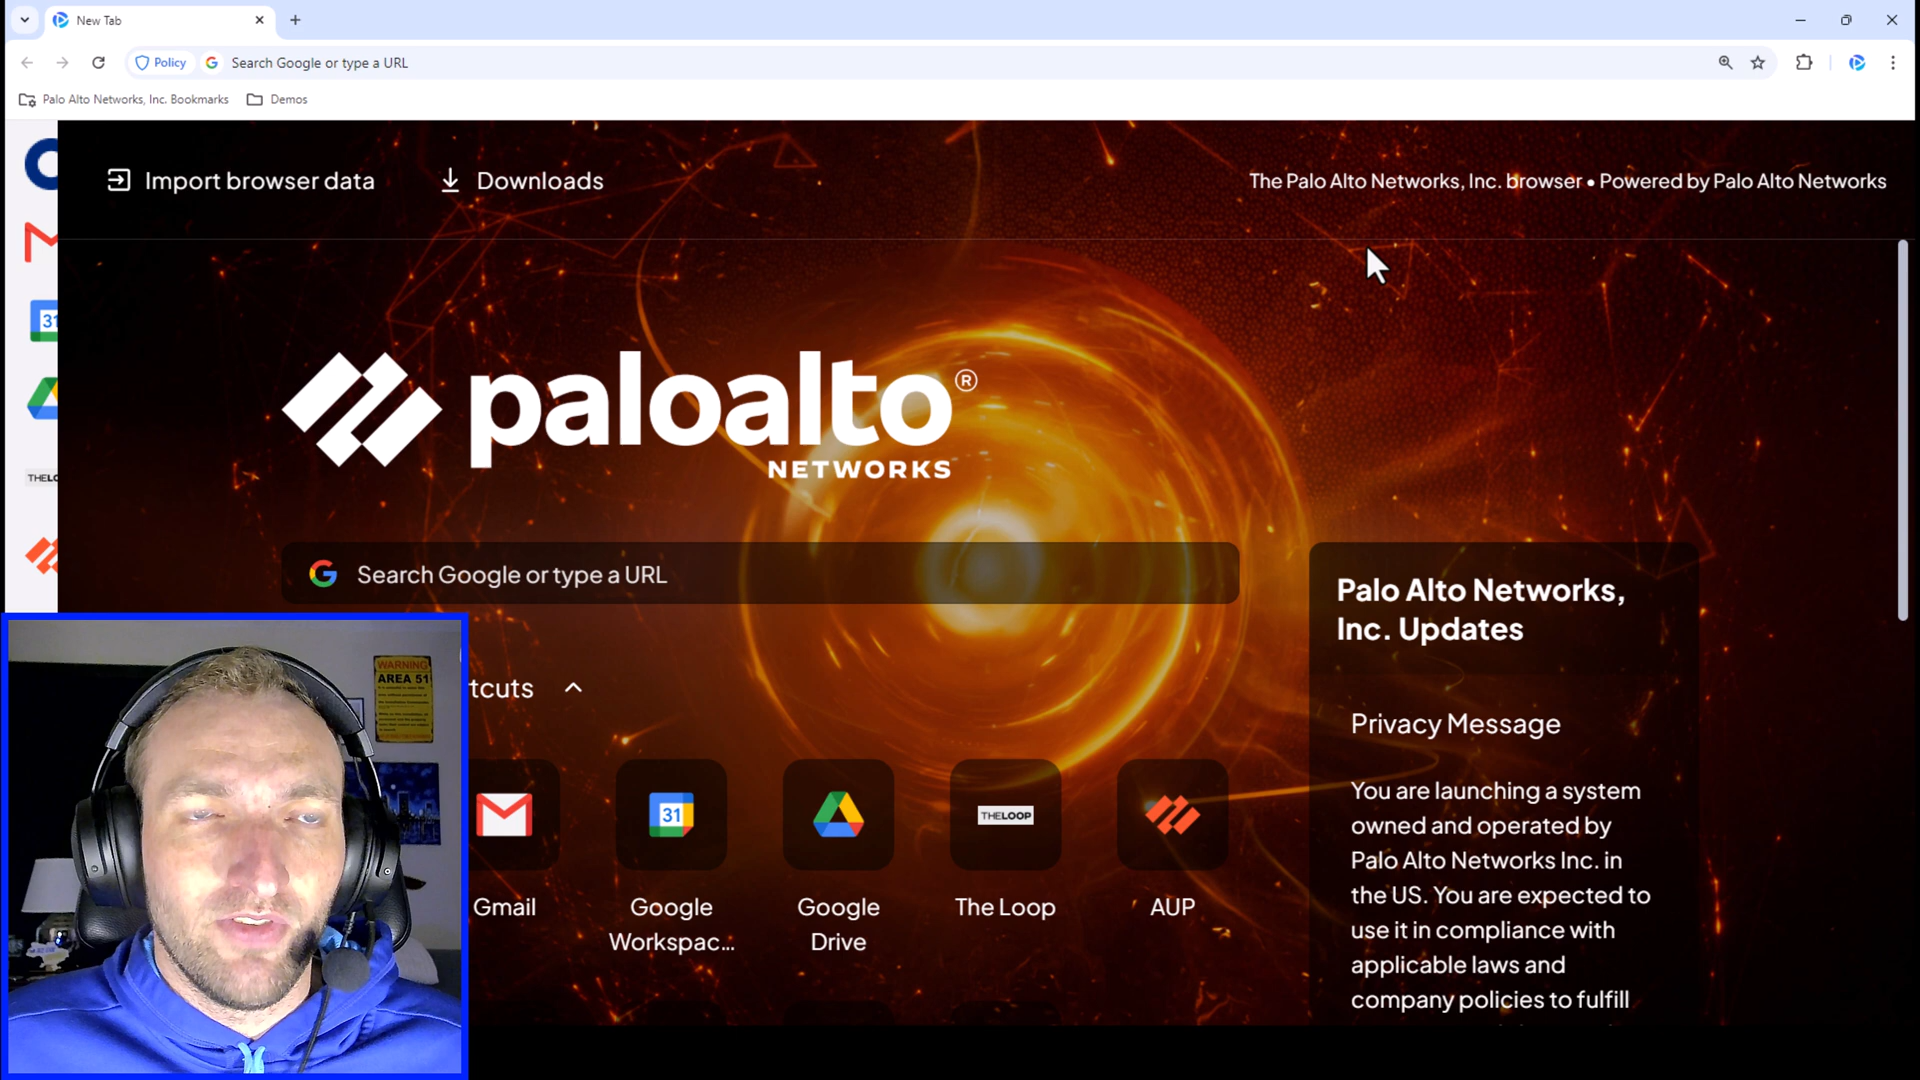 New Tab
Policy
Search Google or type a URL
Palo Alto Networks, Inc. Bookmarks
Demos
Import browser data
Downloads
The Palo Alto Networks, Inc. browser • Powered by Palo Alto Networks
31
THELO
paloalto®
NETWORKS
Search Google or type a URL
tcuts
31
THELOOP
Gmail
Google
Workspac...
Google
Drive
The Loop
AUP
Palo Alto Networks,
Inc. Updates
Privacy Message
You are launching a system
owned and operated by
Palo Alto Networks Inc. in
the US. You are expected to
use it in compliance with
applicable laws and
company policies to fulfill
WARNING
AREA 51